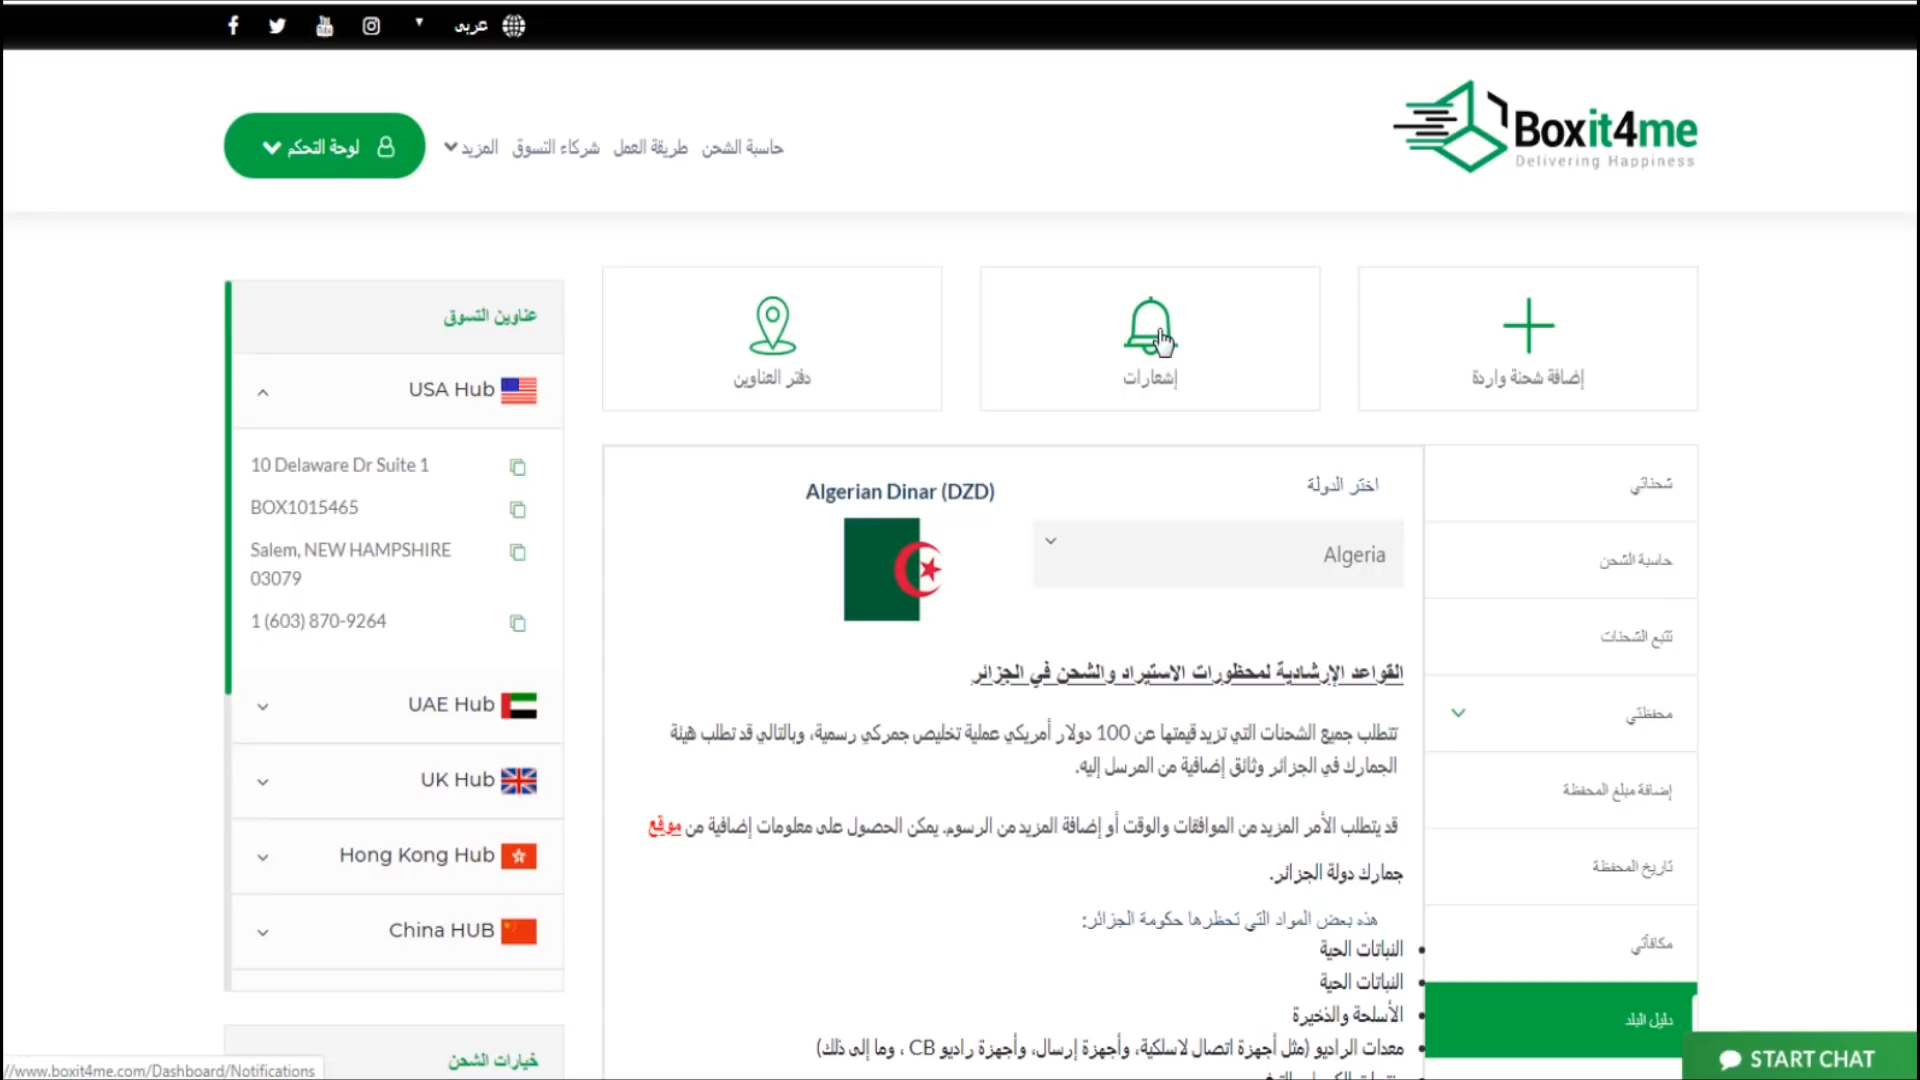 عربى
Boxit4me
Delivering Happiness
حاسبة الشحن
طريقة العمل
شركاء التسوق
المزيد
لوحة التحكم
إضافة شحنة واردة
إشعارات
دفتر العناوين
عناوين التسوق
USA Hub
10 Delaware Dr Suite 1
BOX1015465
Salem, NEW HAMPSHIRE
03079
1 (603) 870-9264
UAE Hub
UK Hub
Hong Kong Hub
China HUB
خيارات الشحن
شحناتي
حاسبة الشحن
تتبع الشحنات
محفظتي
إضافة مبلغ المحفظة
تاريخ المحفظة
مكافآتي
دليل البلد
اختر الدولة
Algeria
Algerian Dinar (DZD)
القواعد الإرشادية لمحظورات الاستيراد والشحن في الجزائر
تتطلب جميع الشحنات التي تزيد قيمتها عن 100 دولار أمريكي عملية تخليص جمركي رسمية، وبالتالي قد تطلب هيئة
الجمارك في الجزائر وثائق إضافية من المرسل إليه.
قد يتطلب الأمر المزيد من الموافقات والوقت أو إضافة المزيد من الرسوم. يمكن الحصول على معلومات إضافية من موقع
جمارك دولة الجزائر.
هذه بعض المواد التي تحظرها حكومة الجزائر:
• النباتات الحية
• النباتات الحية
• الأسلحة والذخيرة
• معدات الراديو (مثل أجهزة اتصال لاسلكية، وأجهزة إرسال، وأجهزة راديو CB ، وما إلى ذلك)
START CHAT
//www.boxit4me.com/Dashboard/Notifications